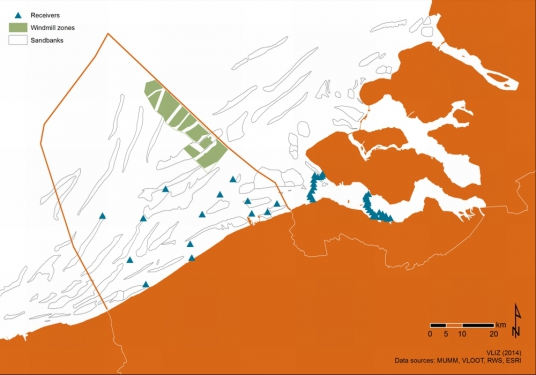 Receivers
Windmill zones
Sandbanks
km
0 5 10 20
N
VLIZ (2014)
Data sources: MUMM, VLOOT, RWS, ESRI